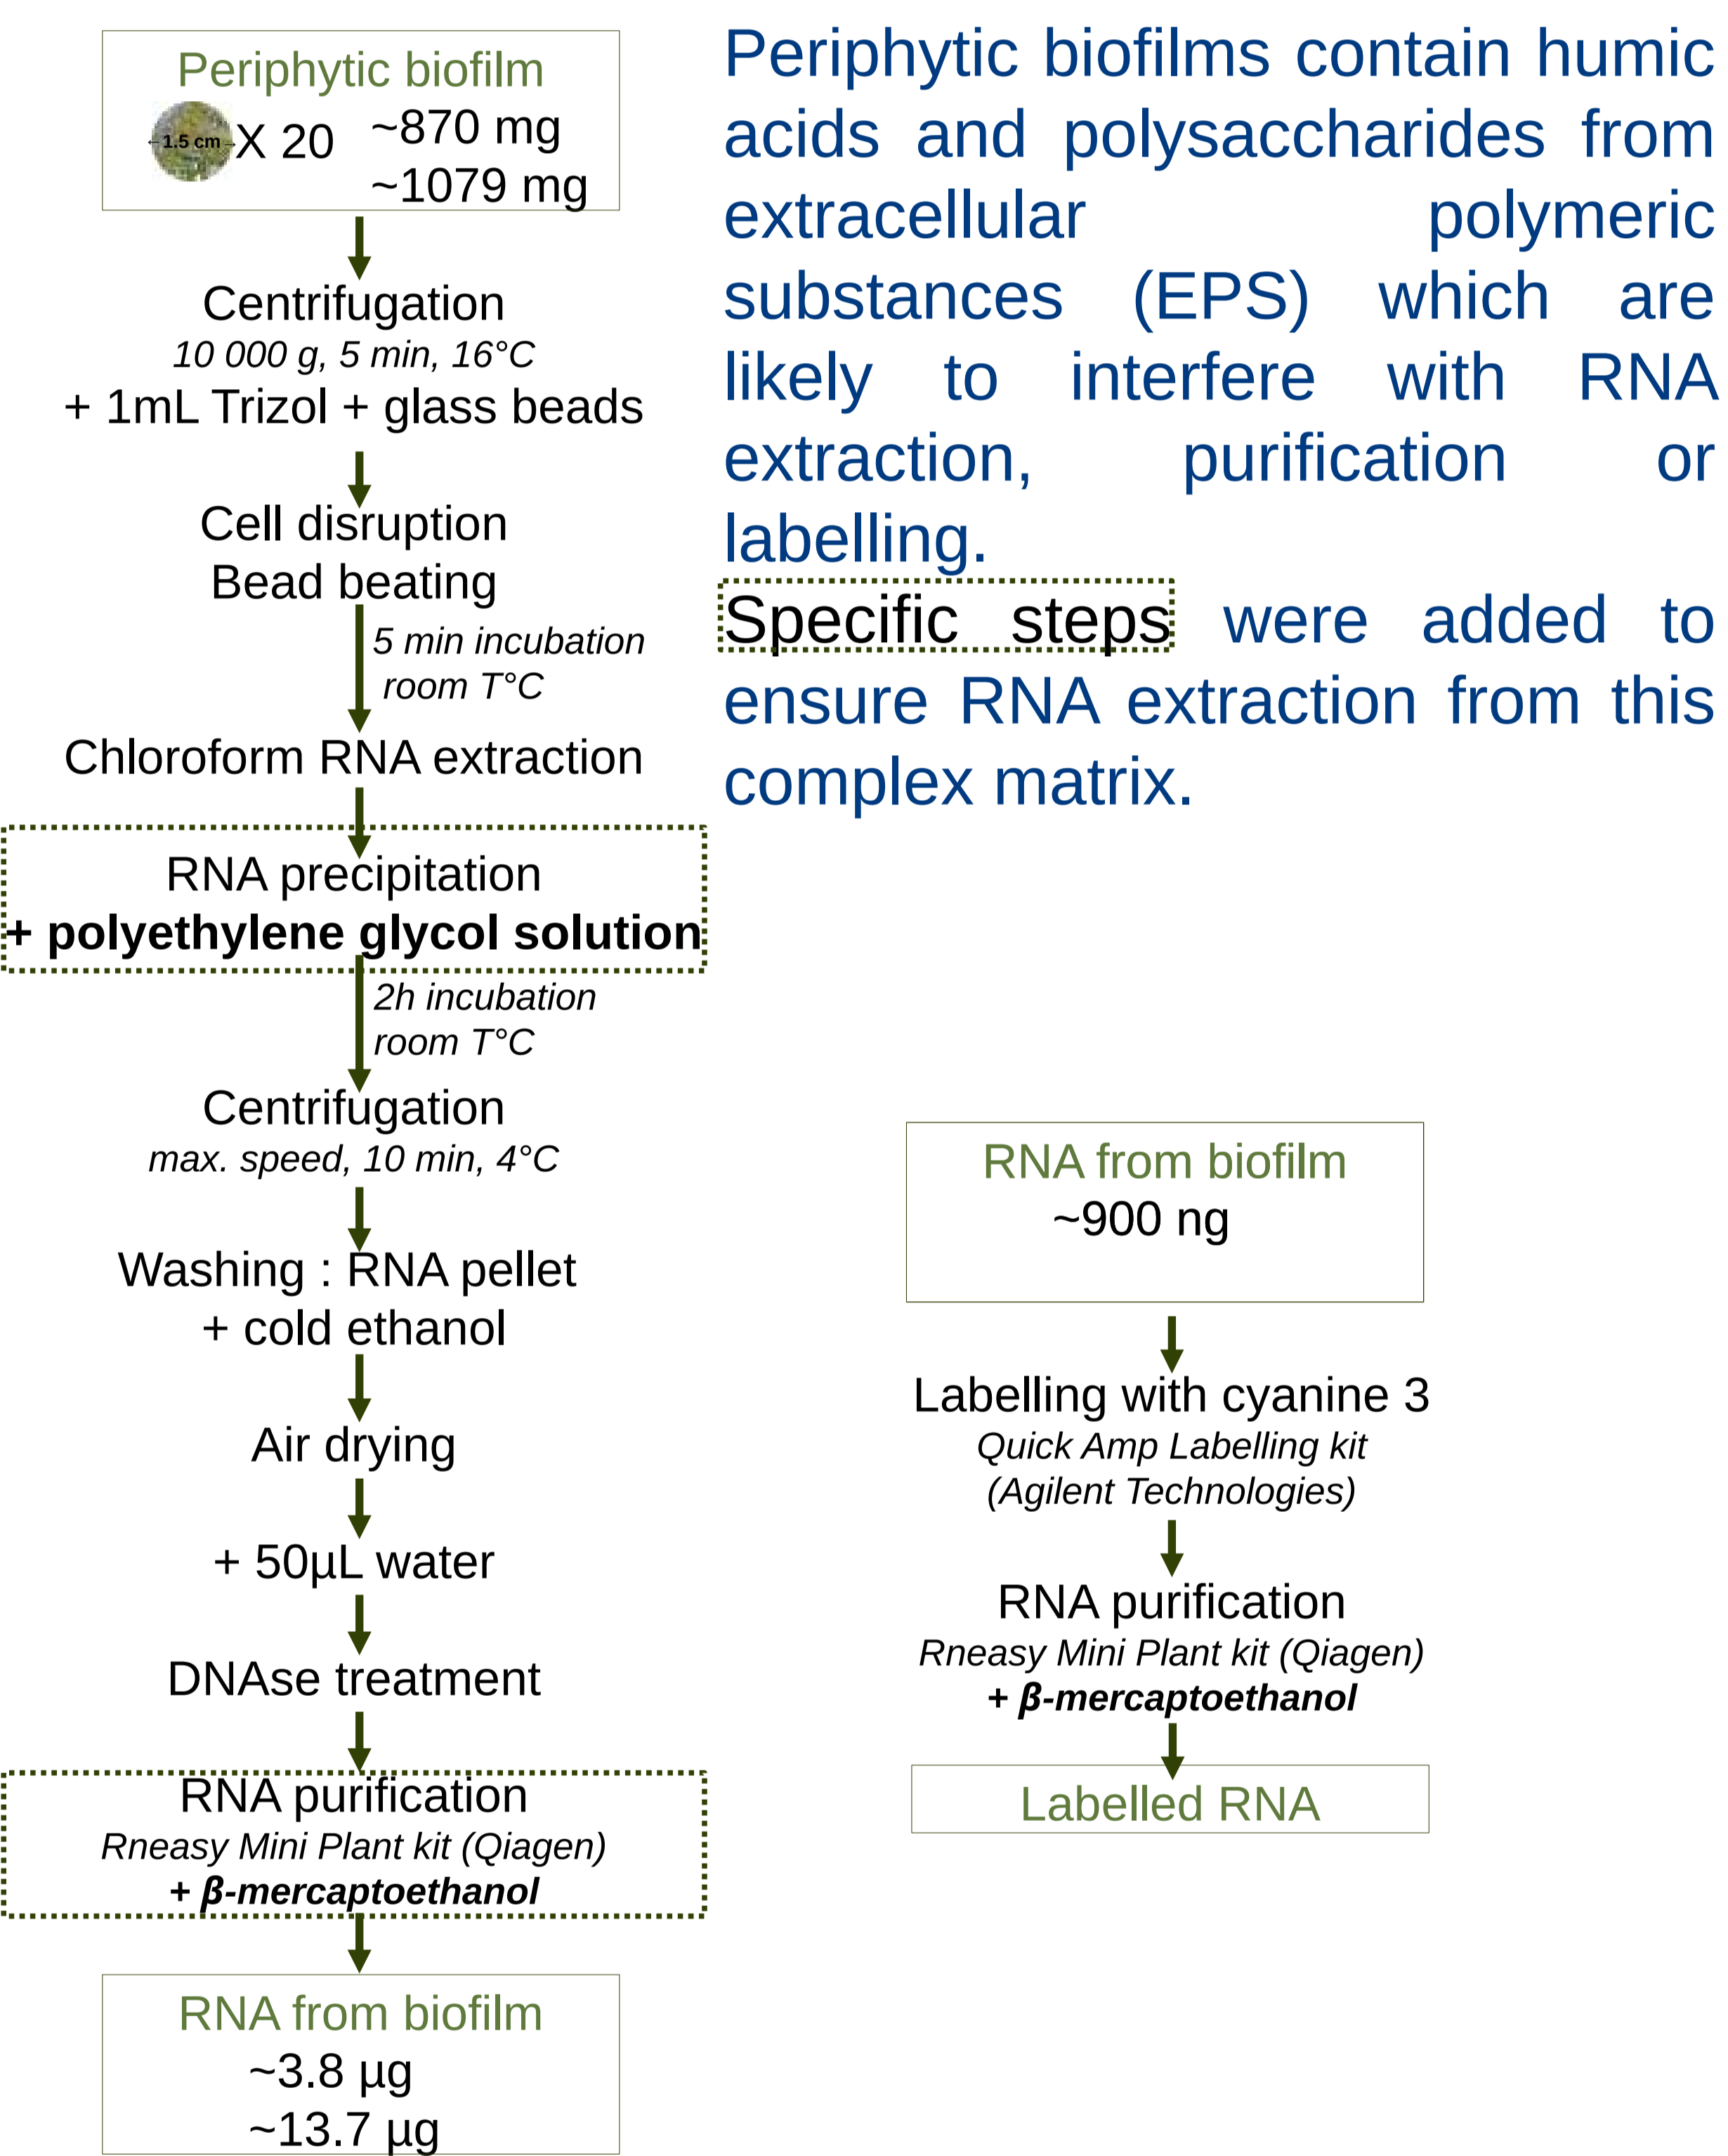 Periphytic biofilm
←1.5 cm→ X 20 ~870 mg
~1079 mg
Centrifugation
10 000 g, 5 min, 16°C
+ 1mL Trizol + glass beads
Cell disruption
Bead beating
5 min incubation
room T°C
Chloroform RNA extraction
RNA precipitation
+ polyethylene glycol solution
2h incubation
room T°C
Centrifugation
max. speed, 10 min, 4°C
Washing : RNA pellet
+ cold ethanol
Air drying
+ 50µL water
DNAse treatment
RNA purification
Rneasy Mini Plant kit (Qiagen)
+ β-mercaptoethanol
RNA from biofilm
~3.8 µg
~13.7 µg
Periphytic biofilms contain humic
acids and polysaccharides from
extracellular polymeric
substances (EPS) which are
likely to interfere with RNA
extraction, purification or
labelling.
Specific steps were added to
ensure RNA extraction from this
complex matrix.
RNA from biofilm
~900 ng
Labelling with cyanine 3
Quick Amp Labelling kit
(Agilent Technologies)
RNA purification
Rneasy Mini Plant kit (Qiagen)
+ β-mercaptoethanol
Labelled RNA